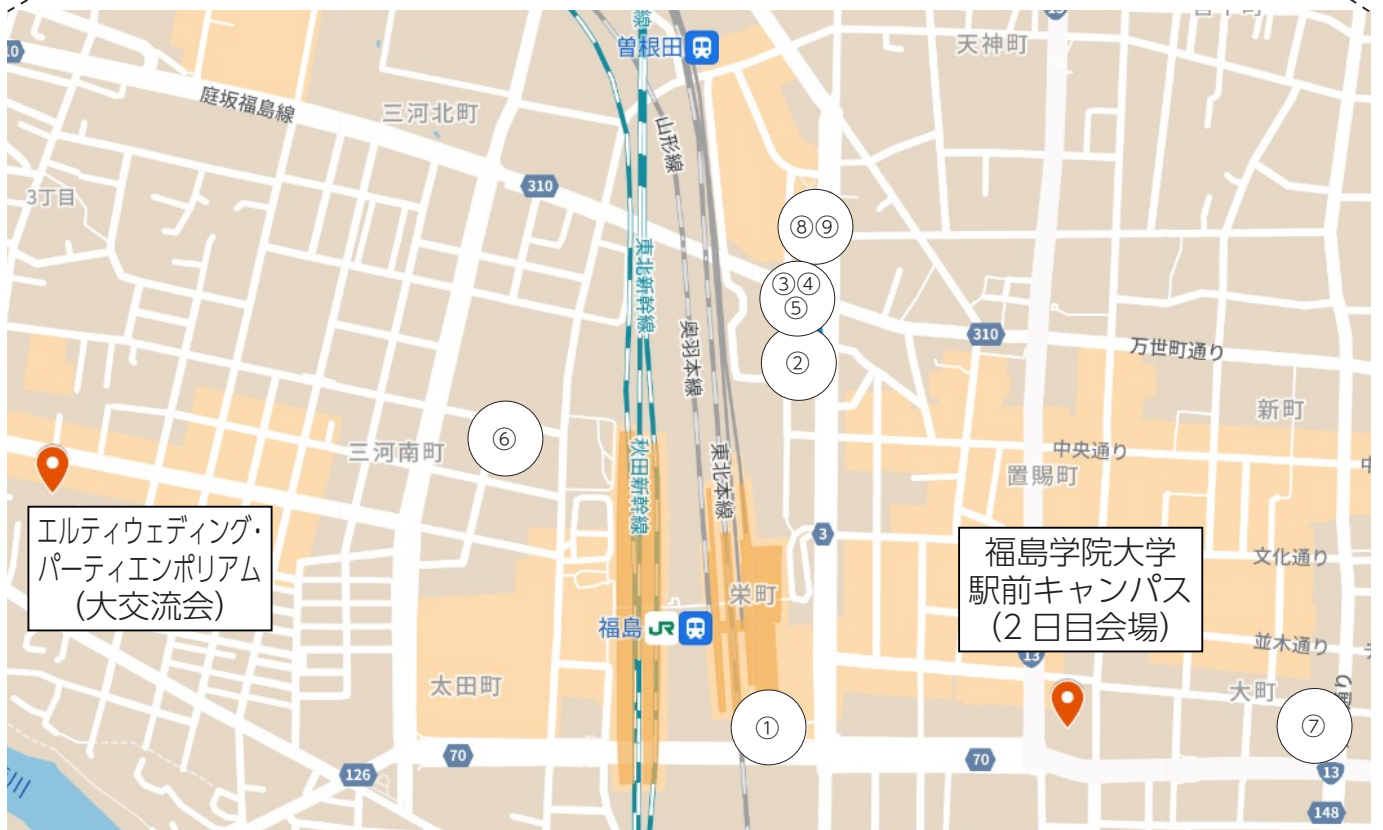 曽根田
天神町
10
庭坂福島線
三河北町
山形線
3丁目
310
⑧⑨
東北新幹線
③④
⑤
奥羽本線
310
万世町通り
②
新町
⑥
三河南町
秋田新幹線
東北本線
中央通り
置賜町
エルティウェディング・
パーティエンポリアム
(大交流会)
3
福島学院大学
駅前キャンパス
(2日目会場)
文化通り
栄町
福島 JR
13
並木通り
太田町
大町
①
⑦
70
70
126
13
148
川